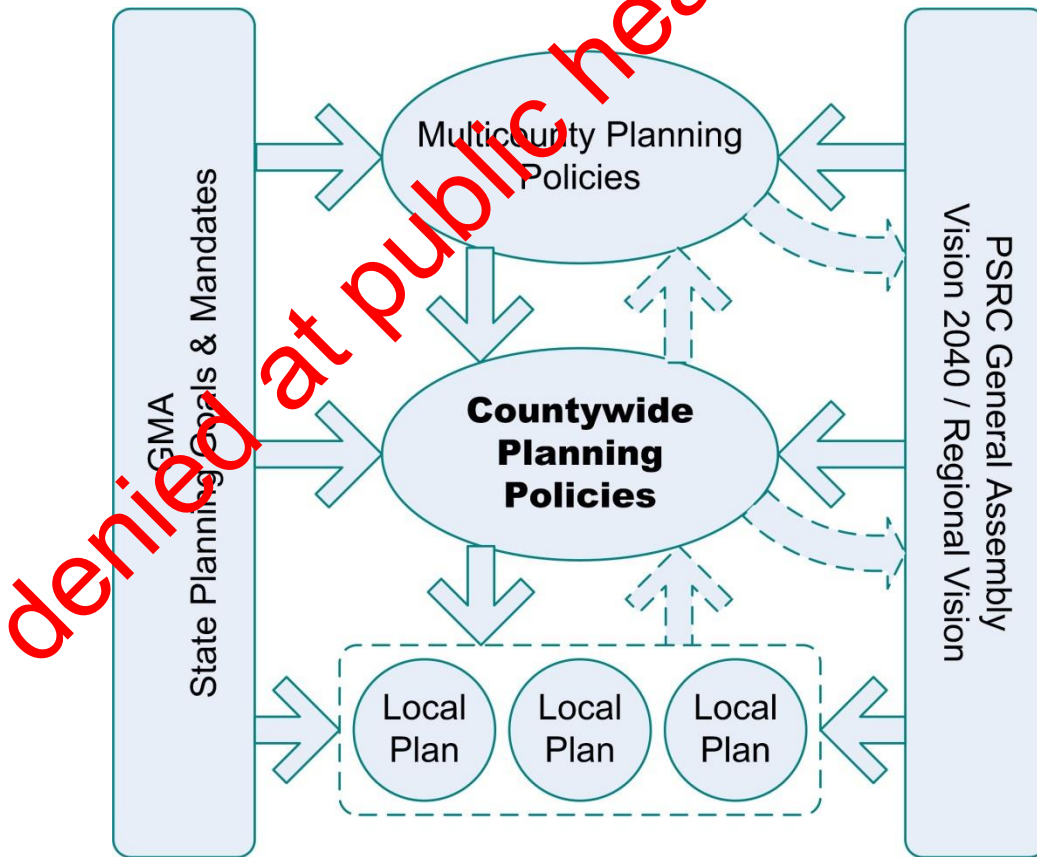 GMA
State Planning Goals & Mandates
Multicounty Planning
Policies
Countywide
Planning
Policies
Local
Plan
Local
Plan
Local
Plan
PSRC General Assembly
Vision 2040 / Regional Vision
denied at public